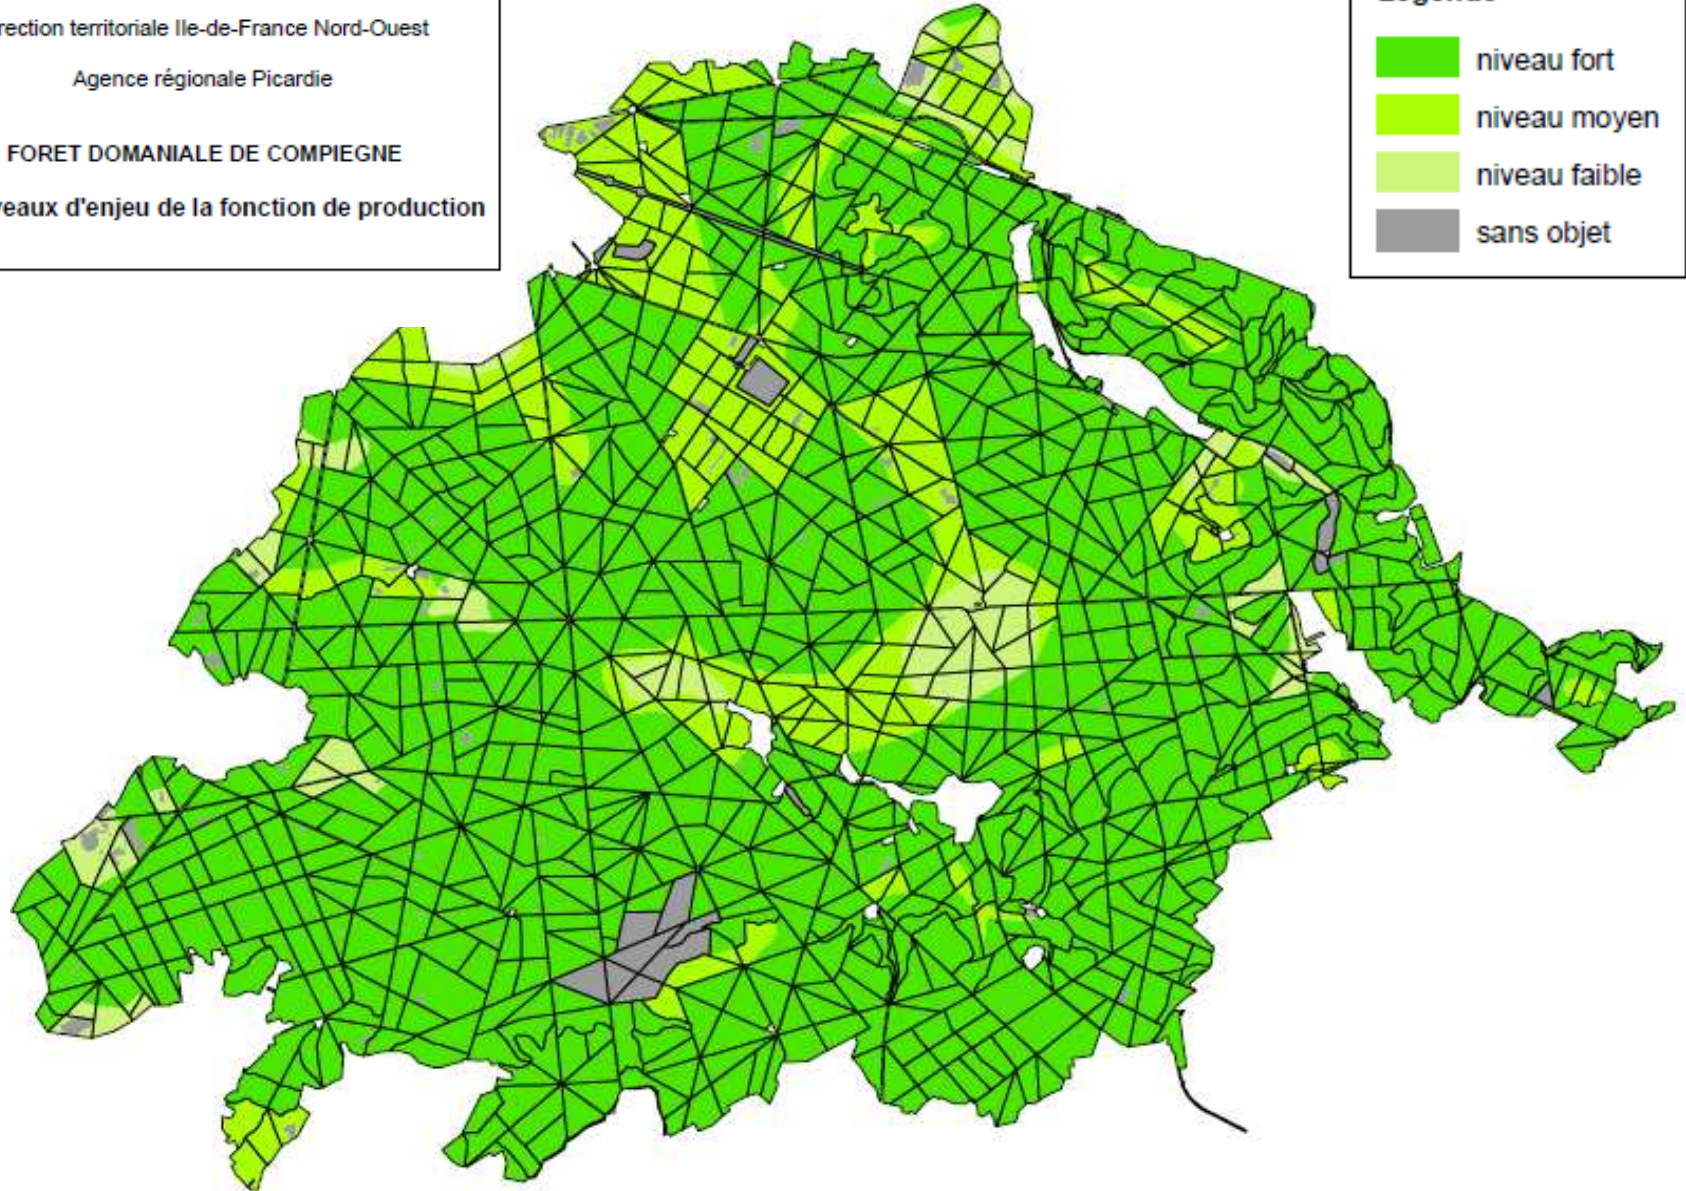 rection territoriale Ile-de-France Nord-Ouest
Agence régionale Picardie
FORET DOMANIALE DE COMPIEGNE
veaux d'enjeu de la fonction de production
Légende
niveau fort
niveau moyen
niveau faible
sans objet